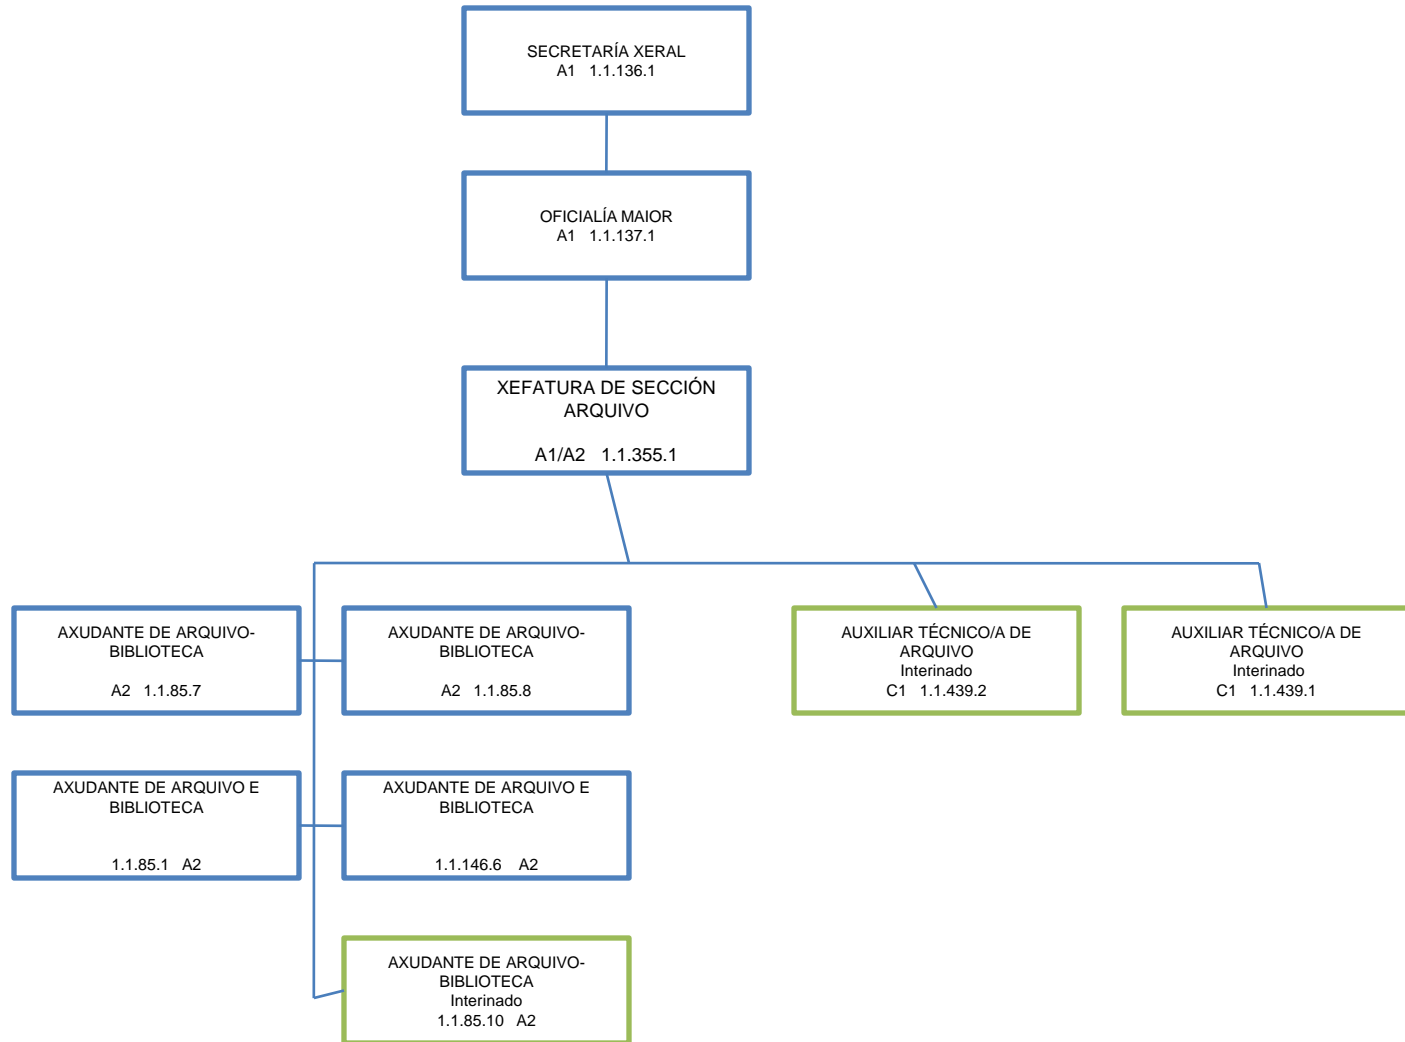 SECRETARÍA XERAL
A1 1.1.136.1
OFICIALÍA MAIOR
A1 1.1.137.1
XEFATURA DE SECCIÓN
ARQUIVO
A1/A2 1.1.355.1
AXUDANTE DE ARQUIVO-
BIBLIOTECA
A2 1.1.85.7
AXUDANTE DE ARQUIVO-
BIBLIOTECA
A2 1.1.85.8
AUXILIAR TÉCNICO/A DE
ARQUIVO
Interinado
C1 1.1.439.2
AUXILIAR TÉCNICO/A DE
ARQUIVO
Interinado
C1 1.1.439.1
AXUDANTE DE ARQUIVO E
BIBLIOTECA
1.1.85.1 A2
AXUDANTE DE ARQUIVO E
BIBLIOTECA
1.1.146.6 A2
AXUDANTE DE ARQUIVO-
BIBLIOTECA
Interinado
1.1.85.10 A2